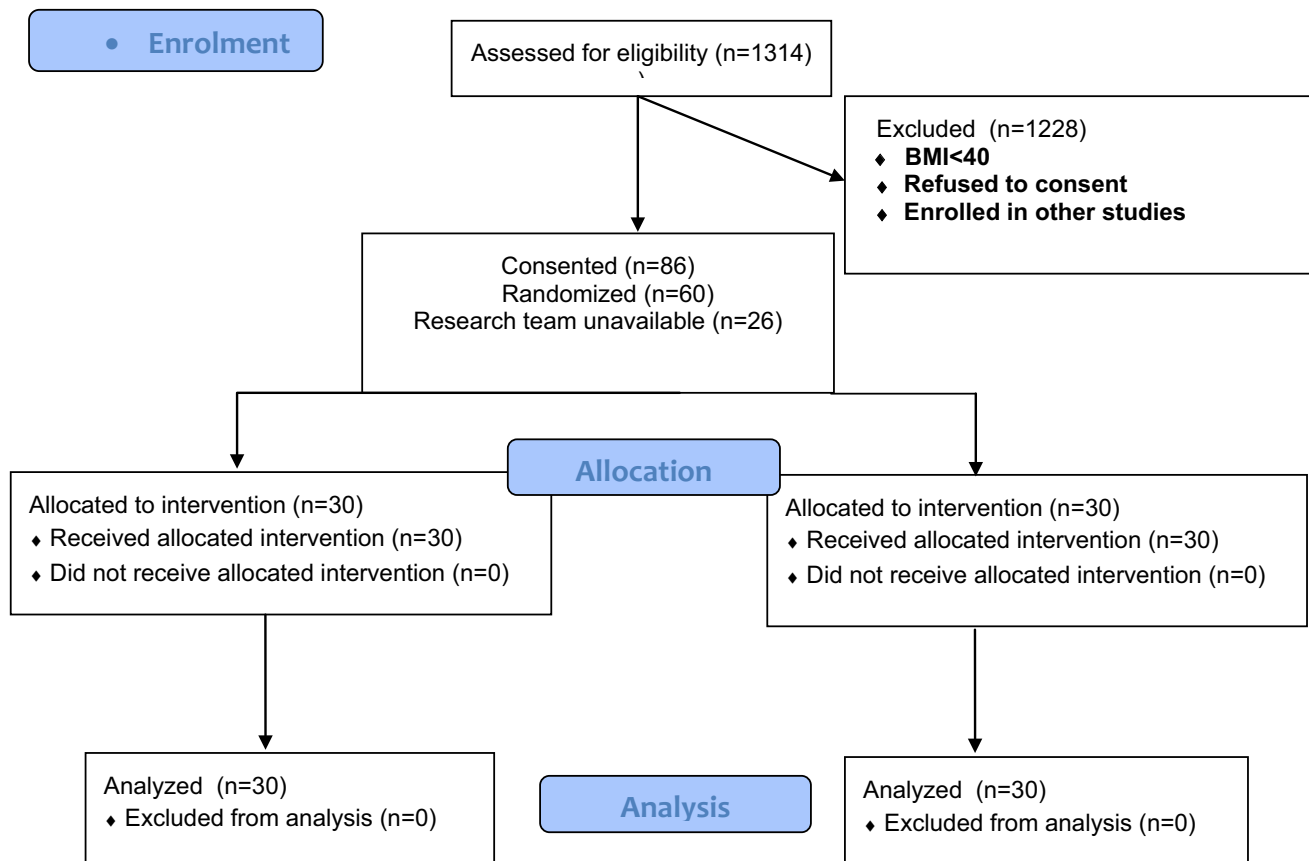 • Enrolment
Assessed for eligibility (n=1314)
`
Excluded (n=1228)
♦ BMI<40
♦ Refused to consent
♦ Enrolled in other studies
Consented (n=86)
Randomized (n=60)
Research team unavailable (n=26)
Allocation
Allocated to intervention (n=30)
♦ Received allocated intervention (n=30)
♦ Did not receive allocated intervention (n=0)
Allocated to intervention (n=30)
♦ Received allocated intervention (n=30)
♦ Did not receive allocated intervention (n=0)
Analyzed (n=30)
♦ Excluded from analysis (n=0)
Analysis
Analyzed (n=30)
♦ Excluded from analysis (n=0)